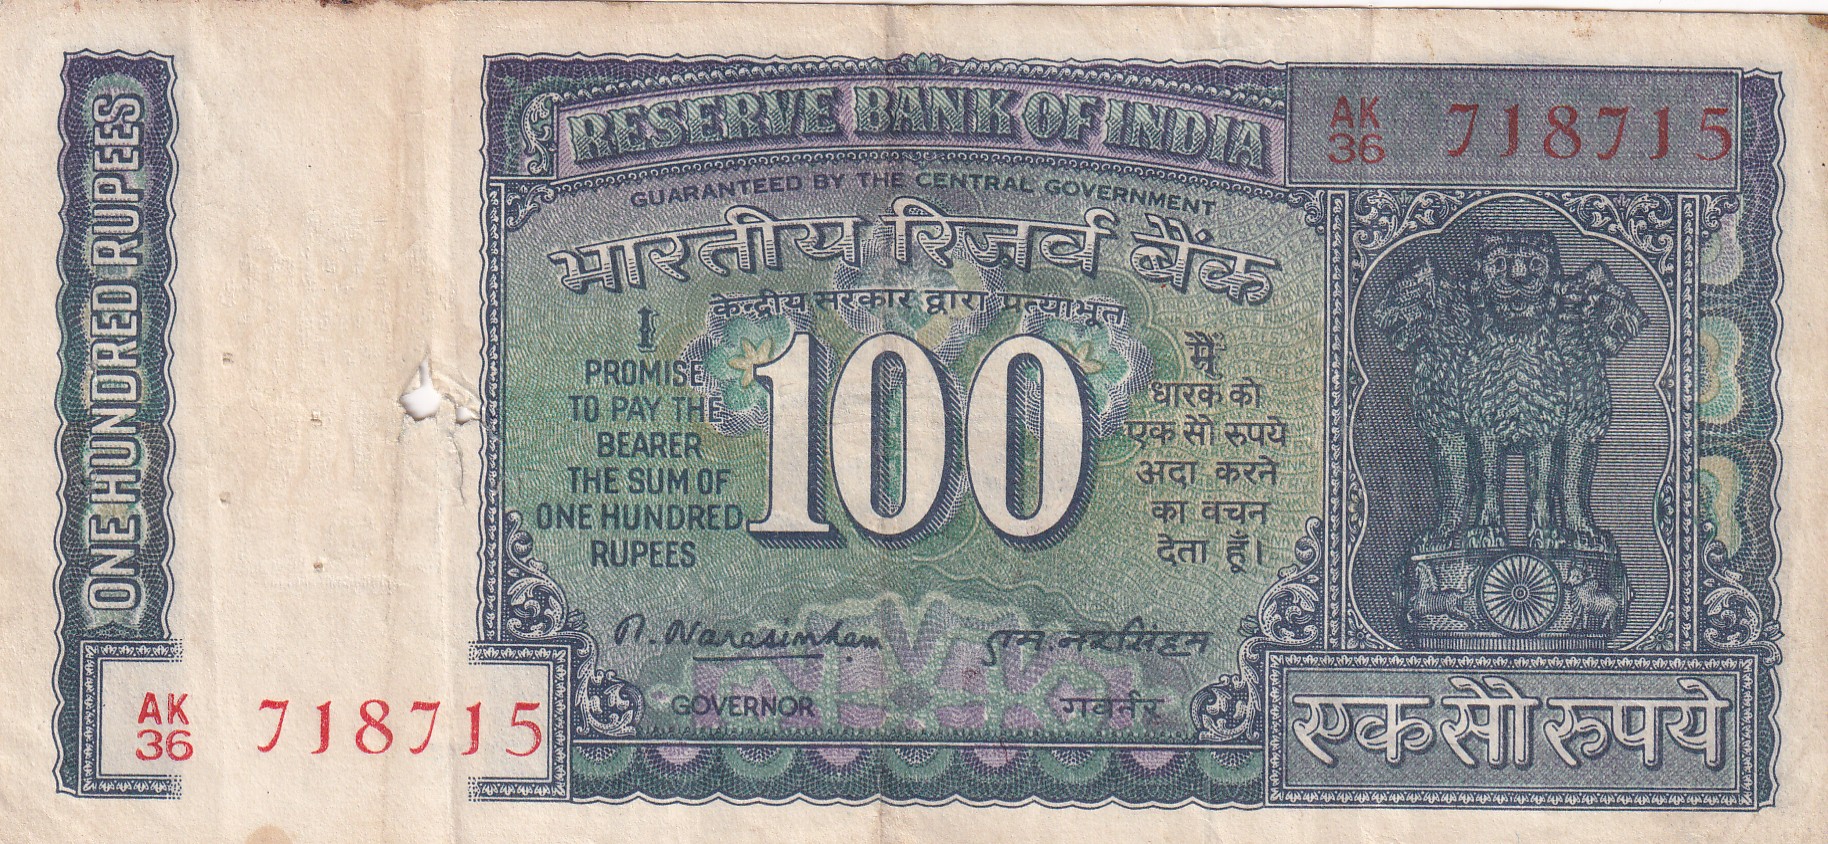 ONE HUNDRED RUPEES
RESERVE BANK OF INDIA
AK
36 718715
GUARANTEED BY THE CENTRAL GOVERNMENT
भारतीय रिज़र्व बैंक
केन्द्रीय सरकार द्वारा प्रत्याभूत
I
PROMISE
TO PAY THE
BEARER
THE SUM OF
ONE HUNDRED
RUPEES
100
मैं
धारक को
एक सौ रुपये
अदा करने
का वचन
देता हूँ।
M. Narasimham
एम. नरसिंहम
GOVERNOR
गवर्नर
AK
36 718715
एक सौ रुपये